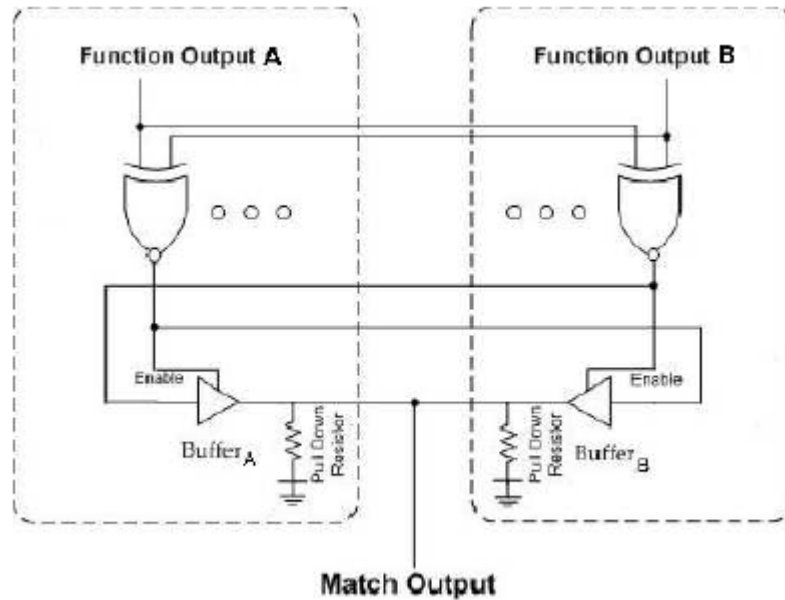 Function Output A
Function Output B
Enable
Enable
Buffer A
Pull Down
Resistor
Pull Down
Resistor
Buffer B
Match Output